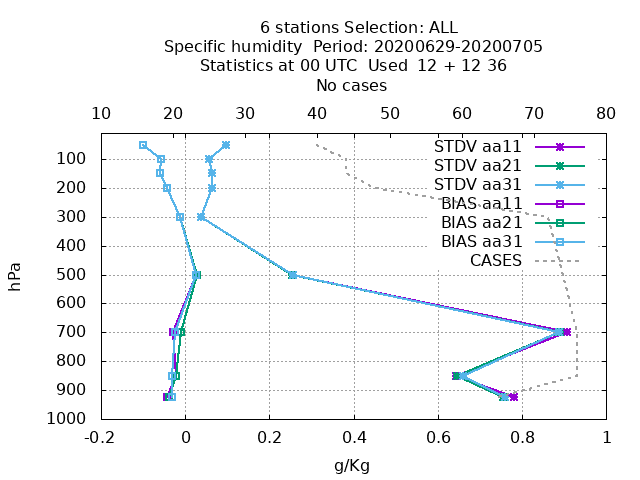 6 stations Selection: ALL
Specific humidity  Period: 20200629-20200705
Statistics at 00 UTC  Used  12 + 12 36
No cases
10 20 30 40 50 60 70 80
STDV aa11
STDV aa21
STDV aa31
BIAS aa11
BIAS aa21
BIAS aa31
CASES
100
200
300
400
500
600
700
800
900
1000
hPa
-0.2 0 0.2 0.4 0.6 0.8 1
g/Kg